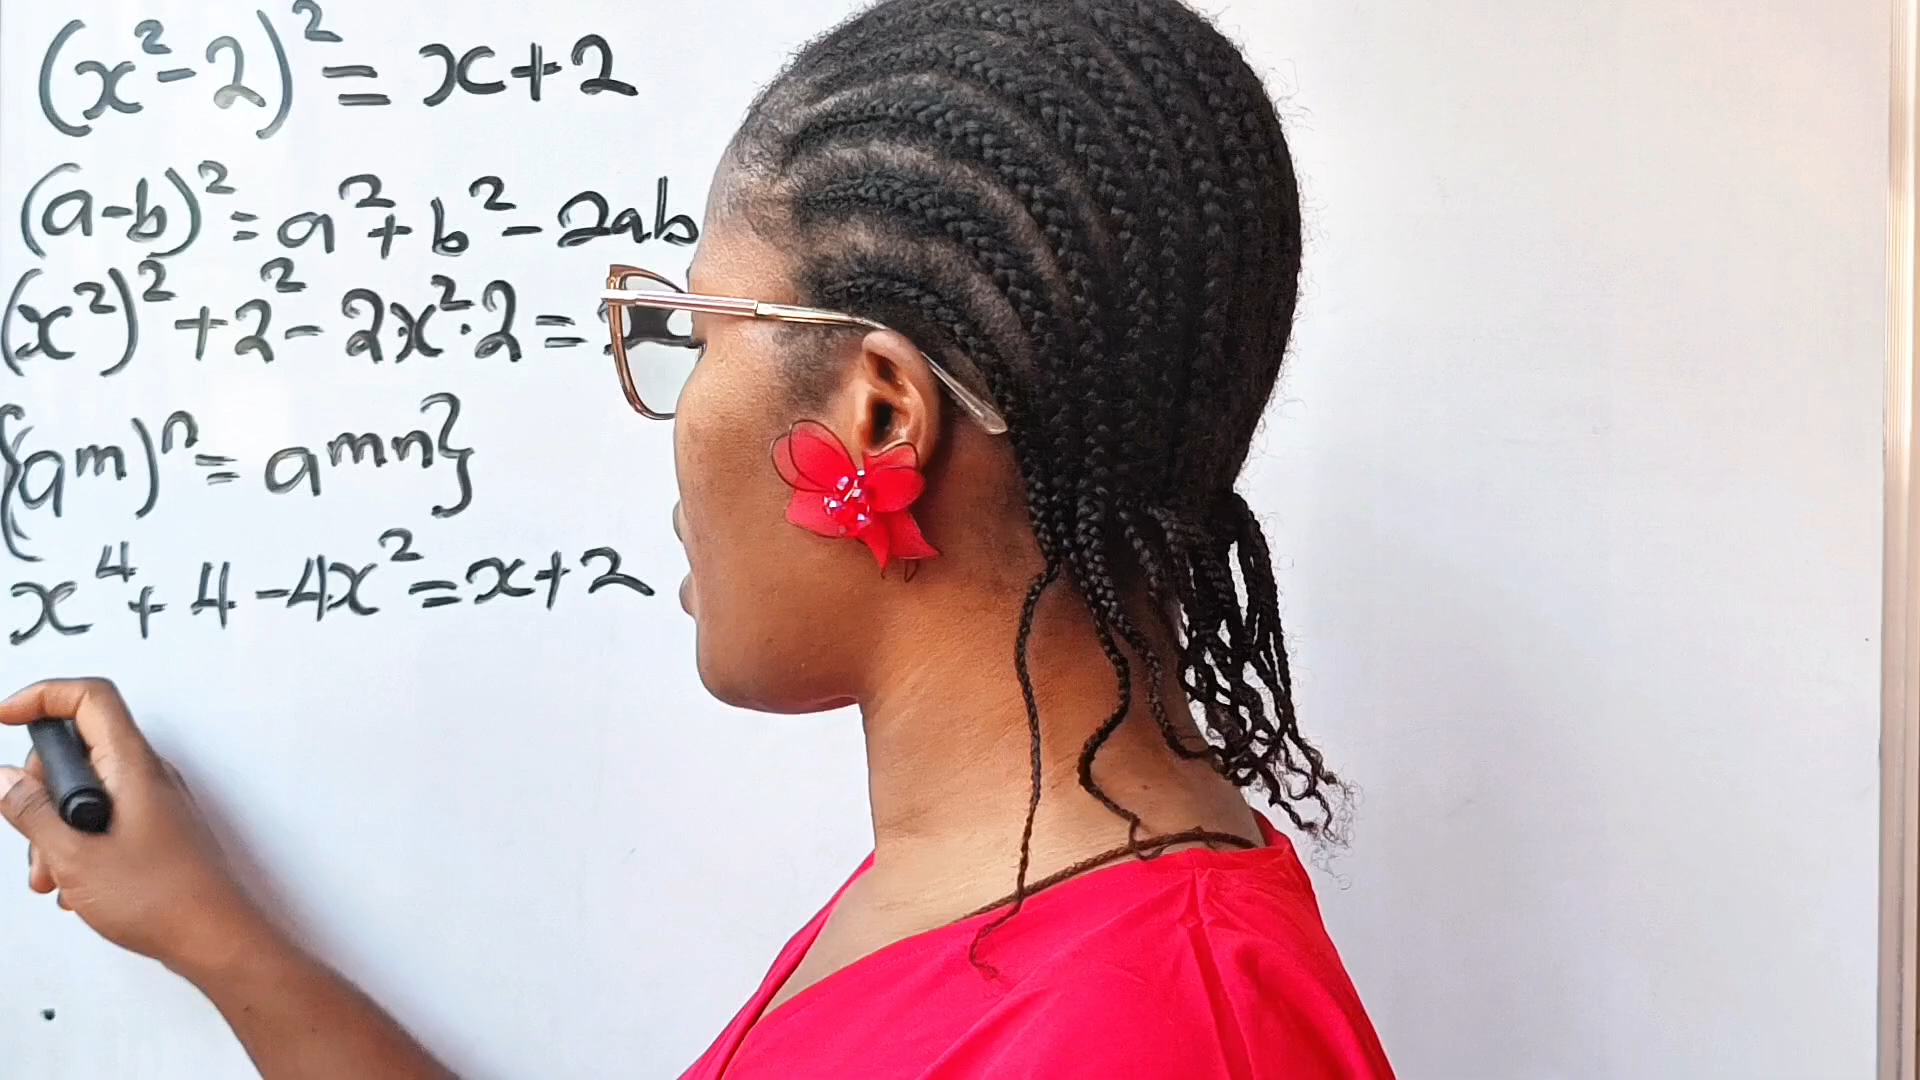 (x²-2)² = x+2
(a-b)² = a²+b²-2ab
(x²)²+2²-2x²·2 =
{(aᵐ)ⁿ = aᵐⁿ}
x⁴+4-4x²=x+2